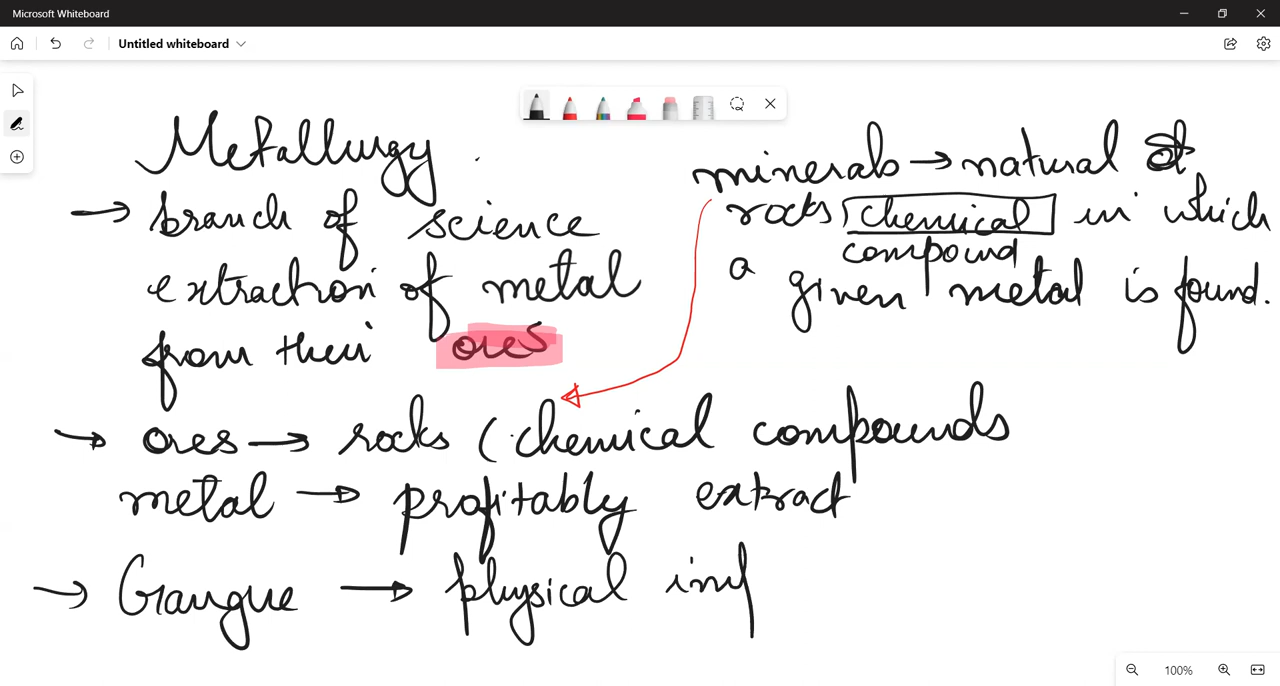 Microsoft Whiteboard
Untitled whiteboard
Metallurgy
→ branch of science
extraction of metal
from their ores
minerals → natural
rocks chemical in which
compound
a given metal is found.
→ ores → rocks (chemical compounds
metal → profitably extract
→ Gangue → physical imp
100%